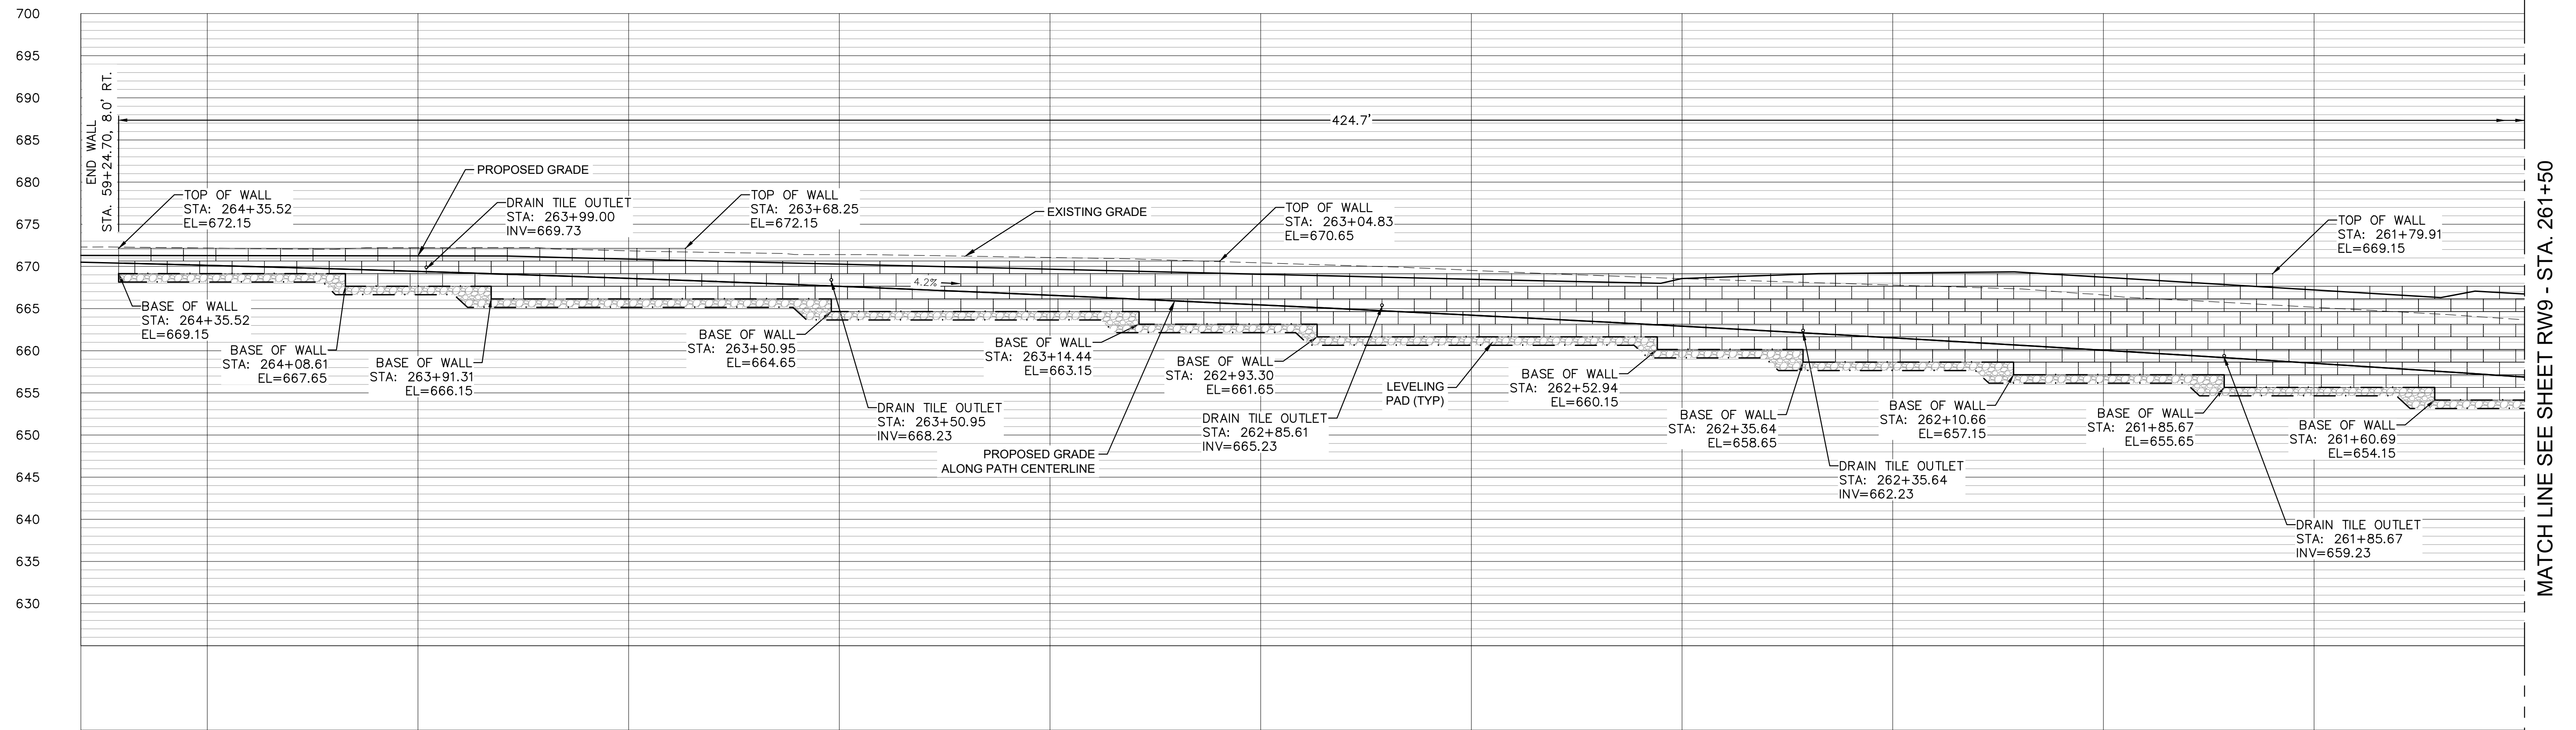 700
695
690
685
680
675
670
665
660
655
650
645
640
635
630
END WALL
STA. 59+24.70, 8.0' RT.
424.7'
TOP OF WALL
STA: 264+35.52
EL=672.15
PROPOSED GRADE
DRAIN TILE OUTLET
STA: 263+99.00
INV=669.73
TOP OF WALL
STA: 263+68.25
EL=672.15
EXISTING GRADE
TOP OF WALL
STA: 263+04.83
EL=670.65
TOP OF WALL
STA: 261+79.91
EL=669.15
4.2%
BASE OF WALL
STA: 264+35.52
EL=669.15
BASE OF WALL
STA: 264+08.61
EL=667.65
BASE OF WALL
STA: 263+91.31
EL=666.15
BASE OF WALL
STA: 263+50.95
EL=664.65
DRAIN TILE OUTLET
STA: 263+50.95
INV=668.23
BASE OF WALL
STA: 263+14.44
EL=663.15
PROPOSED GRADE
ALONG PATH CENTERLINE
BASE OF WALL
STA: 262+93.30
EL=661.65
DRAIN TILE OUTLET
STA: 262+85.61
INV=665.23
LEVELING
PAD (TYP)
BASE OF WALL
STA: 262+52.94
EL=660.15
BASE OF WALL
STA: 262+35.64
EL=658.65
DRAIN TILE OUTLET
STA: 262+35.64
INV=662.23
BASE OF WALL
STA: 262+10.66
EL=657.15
BASE OF WALL
STA: 261+85.67
EL=655.65
BASE OF WALL
STA: 261+60.69
EL=654.15
DRAIN TILE OUTLET
STA: 261+85.67
INV=659.23
MATCH LINE SEE SHEET RW9 - STA. 261+50